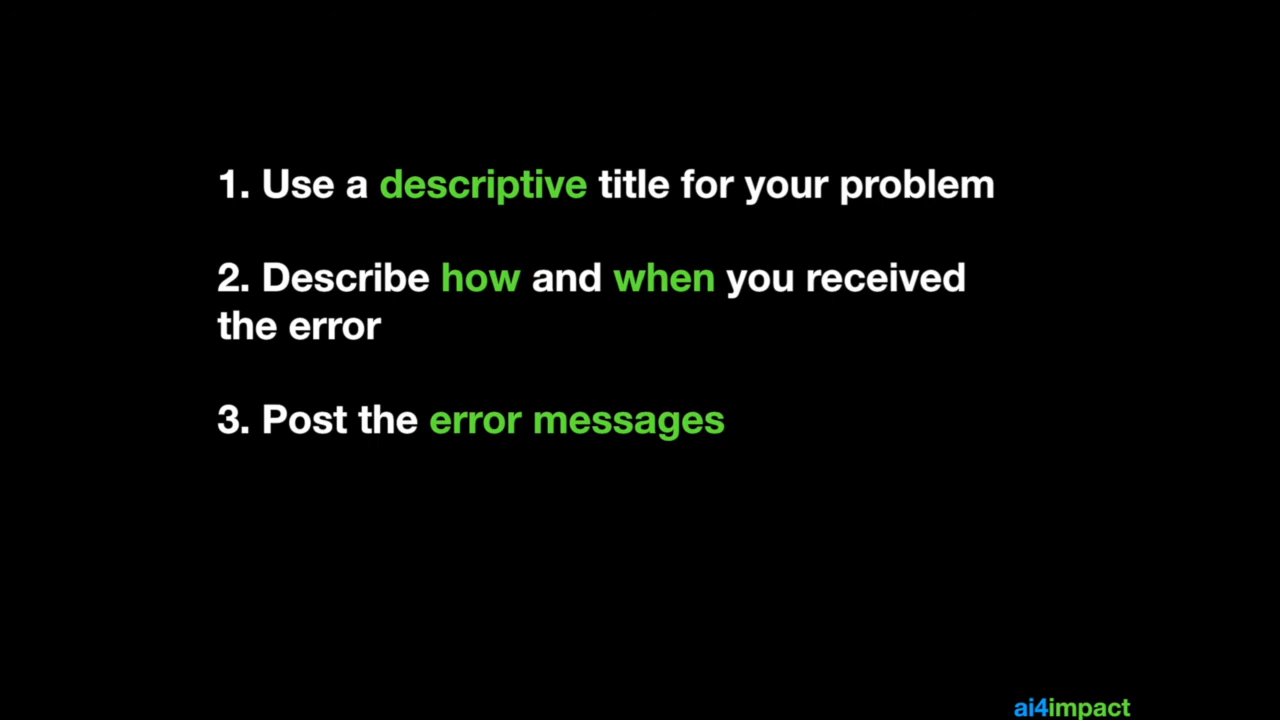 1. Use a descriptive title for your problem
2. Describe how and when you received
the error
3. Post the error messages
ai4impact